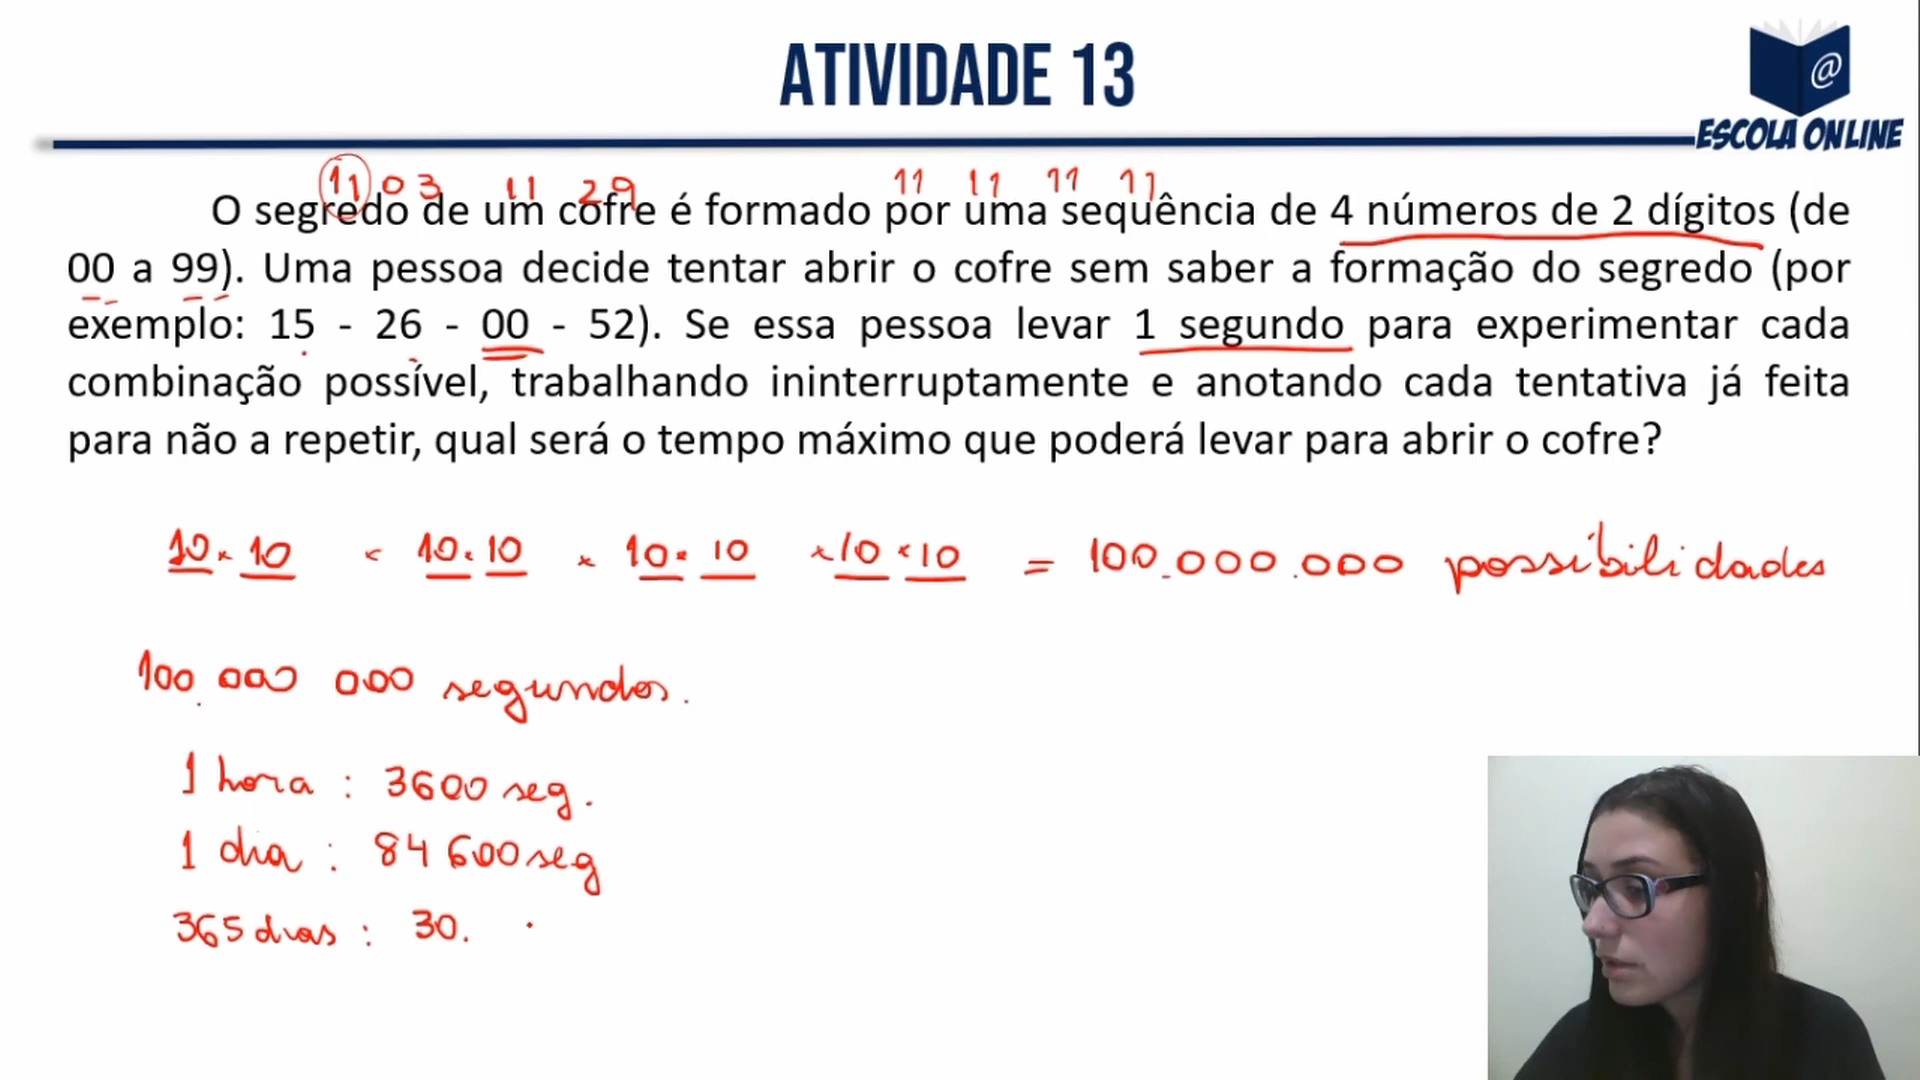 ATIVIDADE 13
@
ESCOLA ONLINE
11 03 11 29 11 11 11 11
O segredo de um cofre é formado por uma sequência de 4 números de 2 dígitos (de
00 a 99). Uma pessoa decide tentar abrir o cofre sem saber a formação do segredo (por
exemplo: 15 - 26 - 00 - 52). Se essa pessoa levar 1 segundo para experimentar cada
combinação possível, trabalhando ininterruptamente e anotando cada tentativa já feita
para não a repetir, qual será o tempo máximo que poderá levar para abrir o cofre?
10 × 10 × 10 × 10 × 10 × 10 × 10 × 10 = 100.000.000 possibilidades
100.000 000 segundos.
1 hora : 3600 seg.
1 dia : 84 600 seg
365 dias : 30.